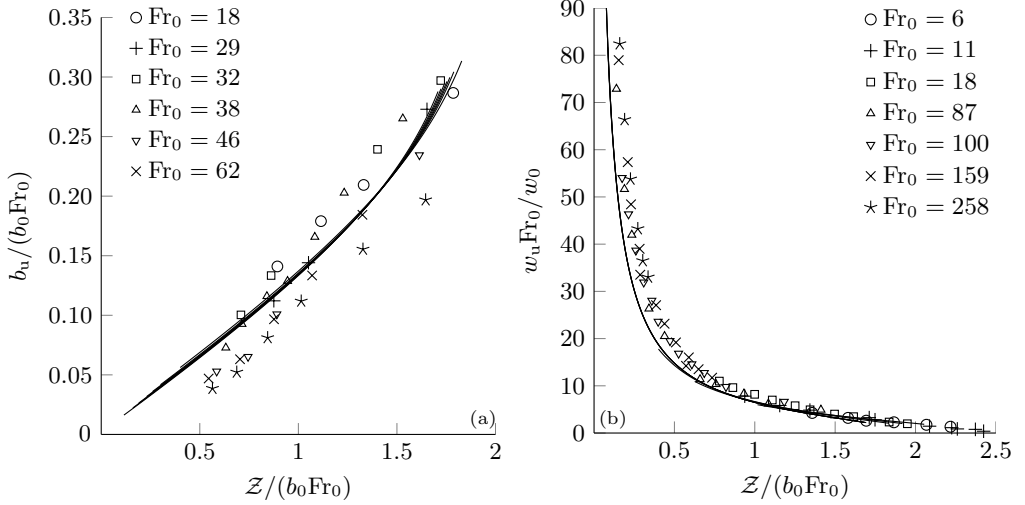 0.35
0.30
0.25
0.20
0.15
0.10
0.05
0
b_u/(b_0Fr_0)
Fr_0 = 18
Fr_0 = 29
Fr_0 = 32
Fr_0 = 38
Fr_0 = 46
Fr_0 = 62
(a)
0.5
1
1.5
2
𝒵/(b_0Fr_0)
90
80
70
60
50
40
30
20
10
0
w_uFr_0/w_0
Fr_0 = 6
Fr_0 = 11
Fr_0 = 18
Fr_0 = 87
Fr_0 = 100
Fr_0 = 159
Fr_0 = 258
(b)
0.5
1
1.5
2
2.5
𝒵/(b_0Fr_0)